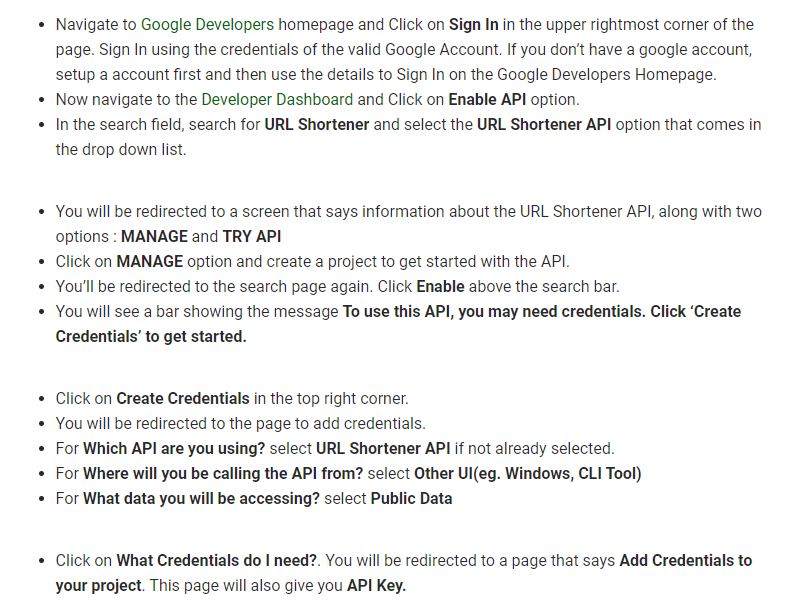 Navigate to Google Developers homepage and Click on Sign In in the upper rightmost corner of the
page. Sign In using the credentials of the valid Google Account. If you don’t have a google account,
setup a account first and then use the details to Sign In on the Google Developers Homepage.
Now navigate to the Developer Dashboard and Click on Enable API option.
In the search field, search for URL Shortener and select the URL Shortener API option that comes in
the drop down list.
You will be redirected to a screen that says information about the URL Shortener API, along with two
options : MANAGE and TRY API
Click on MANAGE option and create a project to get started with the API.
You’ll be redirected to the search page again. Click Enable above the search bar.
You will see a bar showing the message To use this API, you may need credentials. Click ‘Create
Credentials’ to get started.
Click on Create Credentials in the top right corner.
You will be redirected to the page to add credentials.
For Which API are you using? select URL Shortener API if not already selected.
For Where will you be calling the API from? select Other UI(eg. Windows, CLI Tool)
For What data you will be accessing? select Public Data
Click on What Credentials do I need?. You will be redirected to a page that says Add Credentials to
your project. This page will also give you API Key.